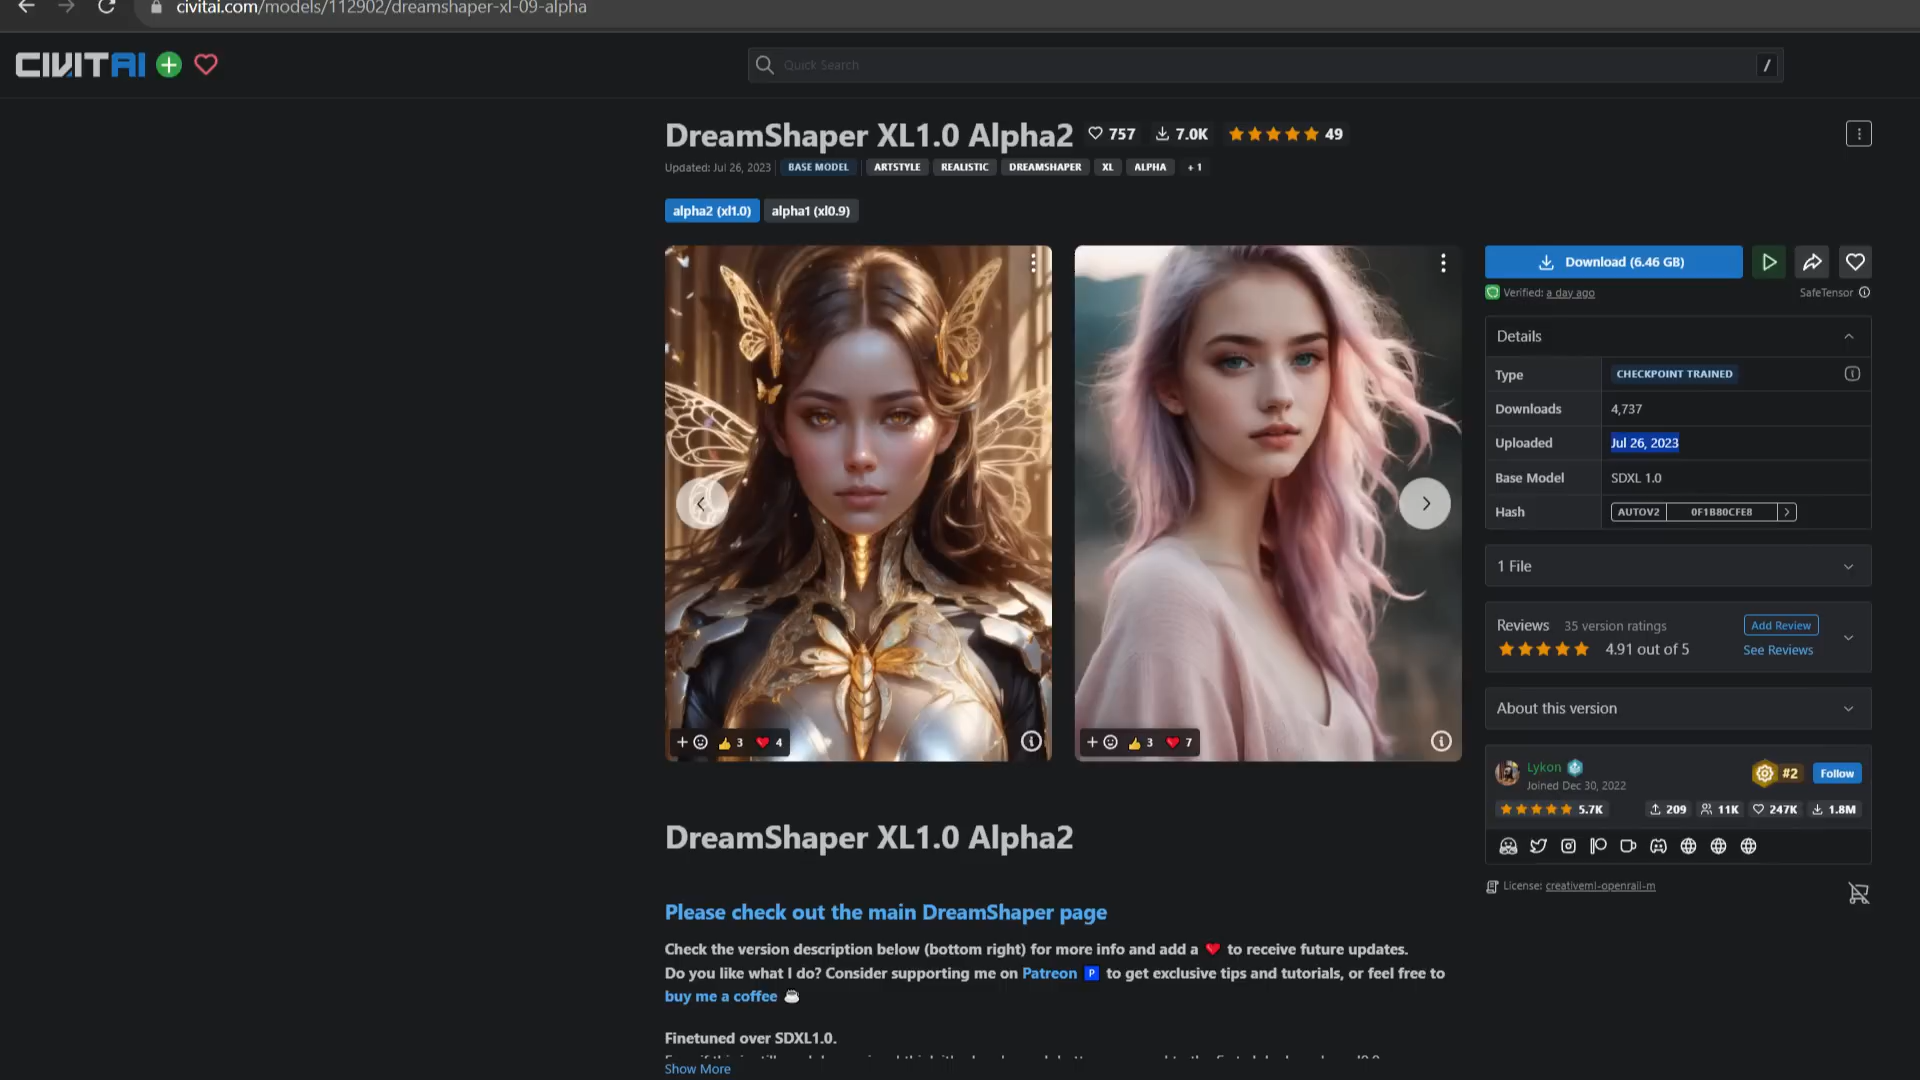 civitai.com/models/112902/dreamshaper-xl-09-alpha
CIVITAI
Quick Search
/
DreamShaper XL1.0 Alpha2 757 7.0K 49
Updated: Jul 26, 2023 BASE MODEL ARTSTYLE REALISTIC DREAMSHAPER XL ALPHA + 1
alpha2 (xl1.0) alpha1 (xl0.9)
Download (6.46 GB)
Verified: a day ago SafeTensor
Details
Type CHECKPOINT TRAINED
Downloads 4,737
Uploaded Jul 26, 2023
Base Model SDXL 1.0
Hash AUTOV2 0F1B80CFE8
1 File
Reviews 35 version ratings Add Review
4.91 out of 5 See Reviews
About this version
3 4
3 7
Lykon #2 Follow
Joined Dec 30, 2022
5.7K 209 11K 247K 1.8M
License: creativeml-openrail-m
DreamShaper XL1.0 Alpha2
Please check out the main DreamShaper page
Check the version description below (bottom right) for more info and add a ❤️ to receive future updates.
Do you like what I do? Consider supporting me on Patreon 🅿️ to get exclusive tips and tutorials, or feel free to
buy me a coffee ☕
Finetuned over SDXL1.0.
Show More